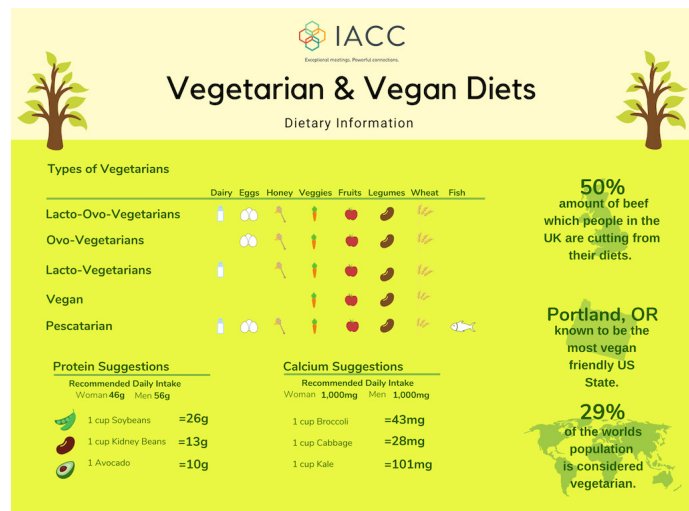 IACC
Exceptional meetings. Powerful connections.
Vegetarian & Vegan Diets
Dietary Information
Types of Vegetarians
Dairy Eggs Honey Veggies Fruits Legumes Wheat Fish
Lacto-Ovo-Vegetarians
Ovo-Vegetarians
Lacto-Vegetarians
Vegan
Pescatarian
Protein Suggestions
Recommended Daily Intake
Woman 46g Men 56g
1 cup Soybeans =26g
1 cup Kidney Beans =13g
1 Avocado =10g
Calcium Suggestions
Recommended Daily Intake
Woman 1,000mg Men 1,000mg
1 cup Broccoli =43mg
1 cup Cabbage =28mg
1 cup Kale =101mg
50%
amount of beef
which people in the
UK are cutting from
their diets.
Portland, OR
known to be the
most vegan
friendly US
State.
29%
of the worlds
population
is considered
vegetarian.